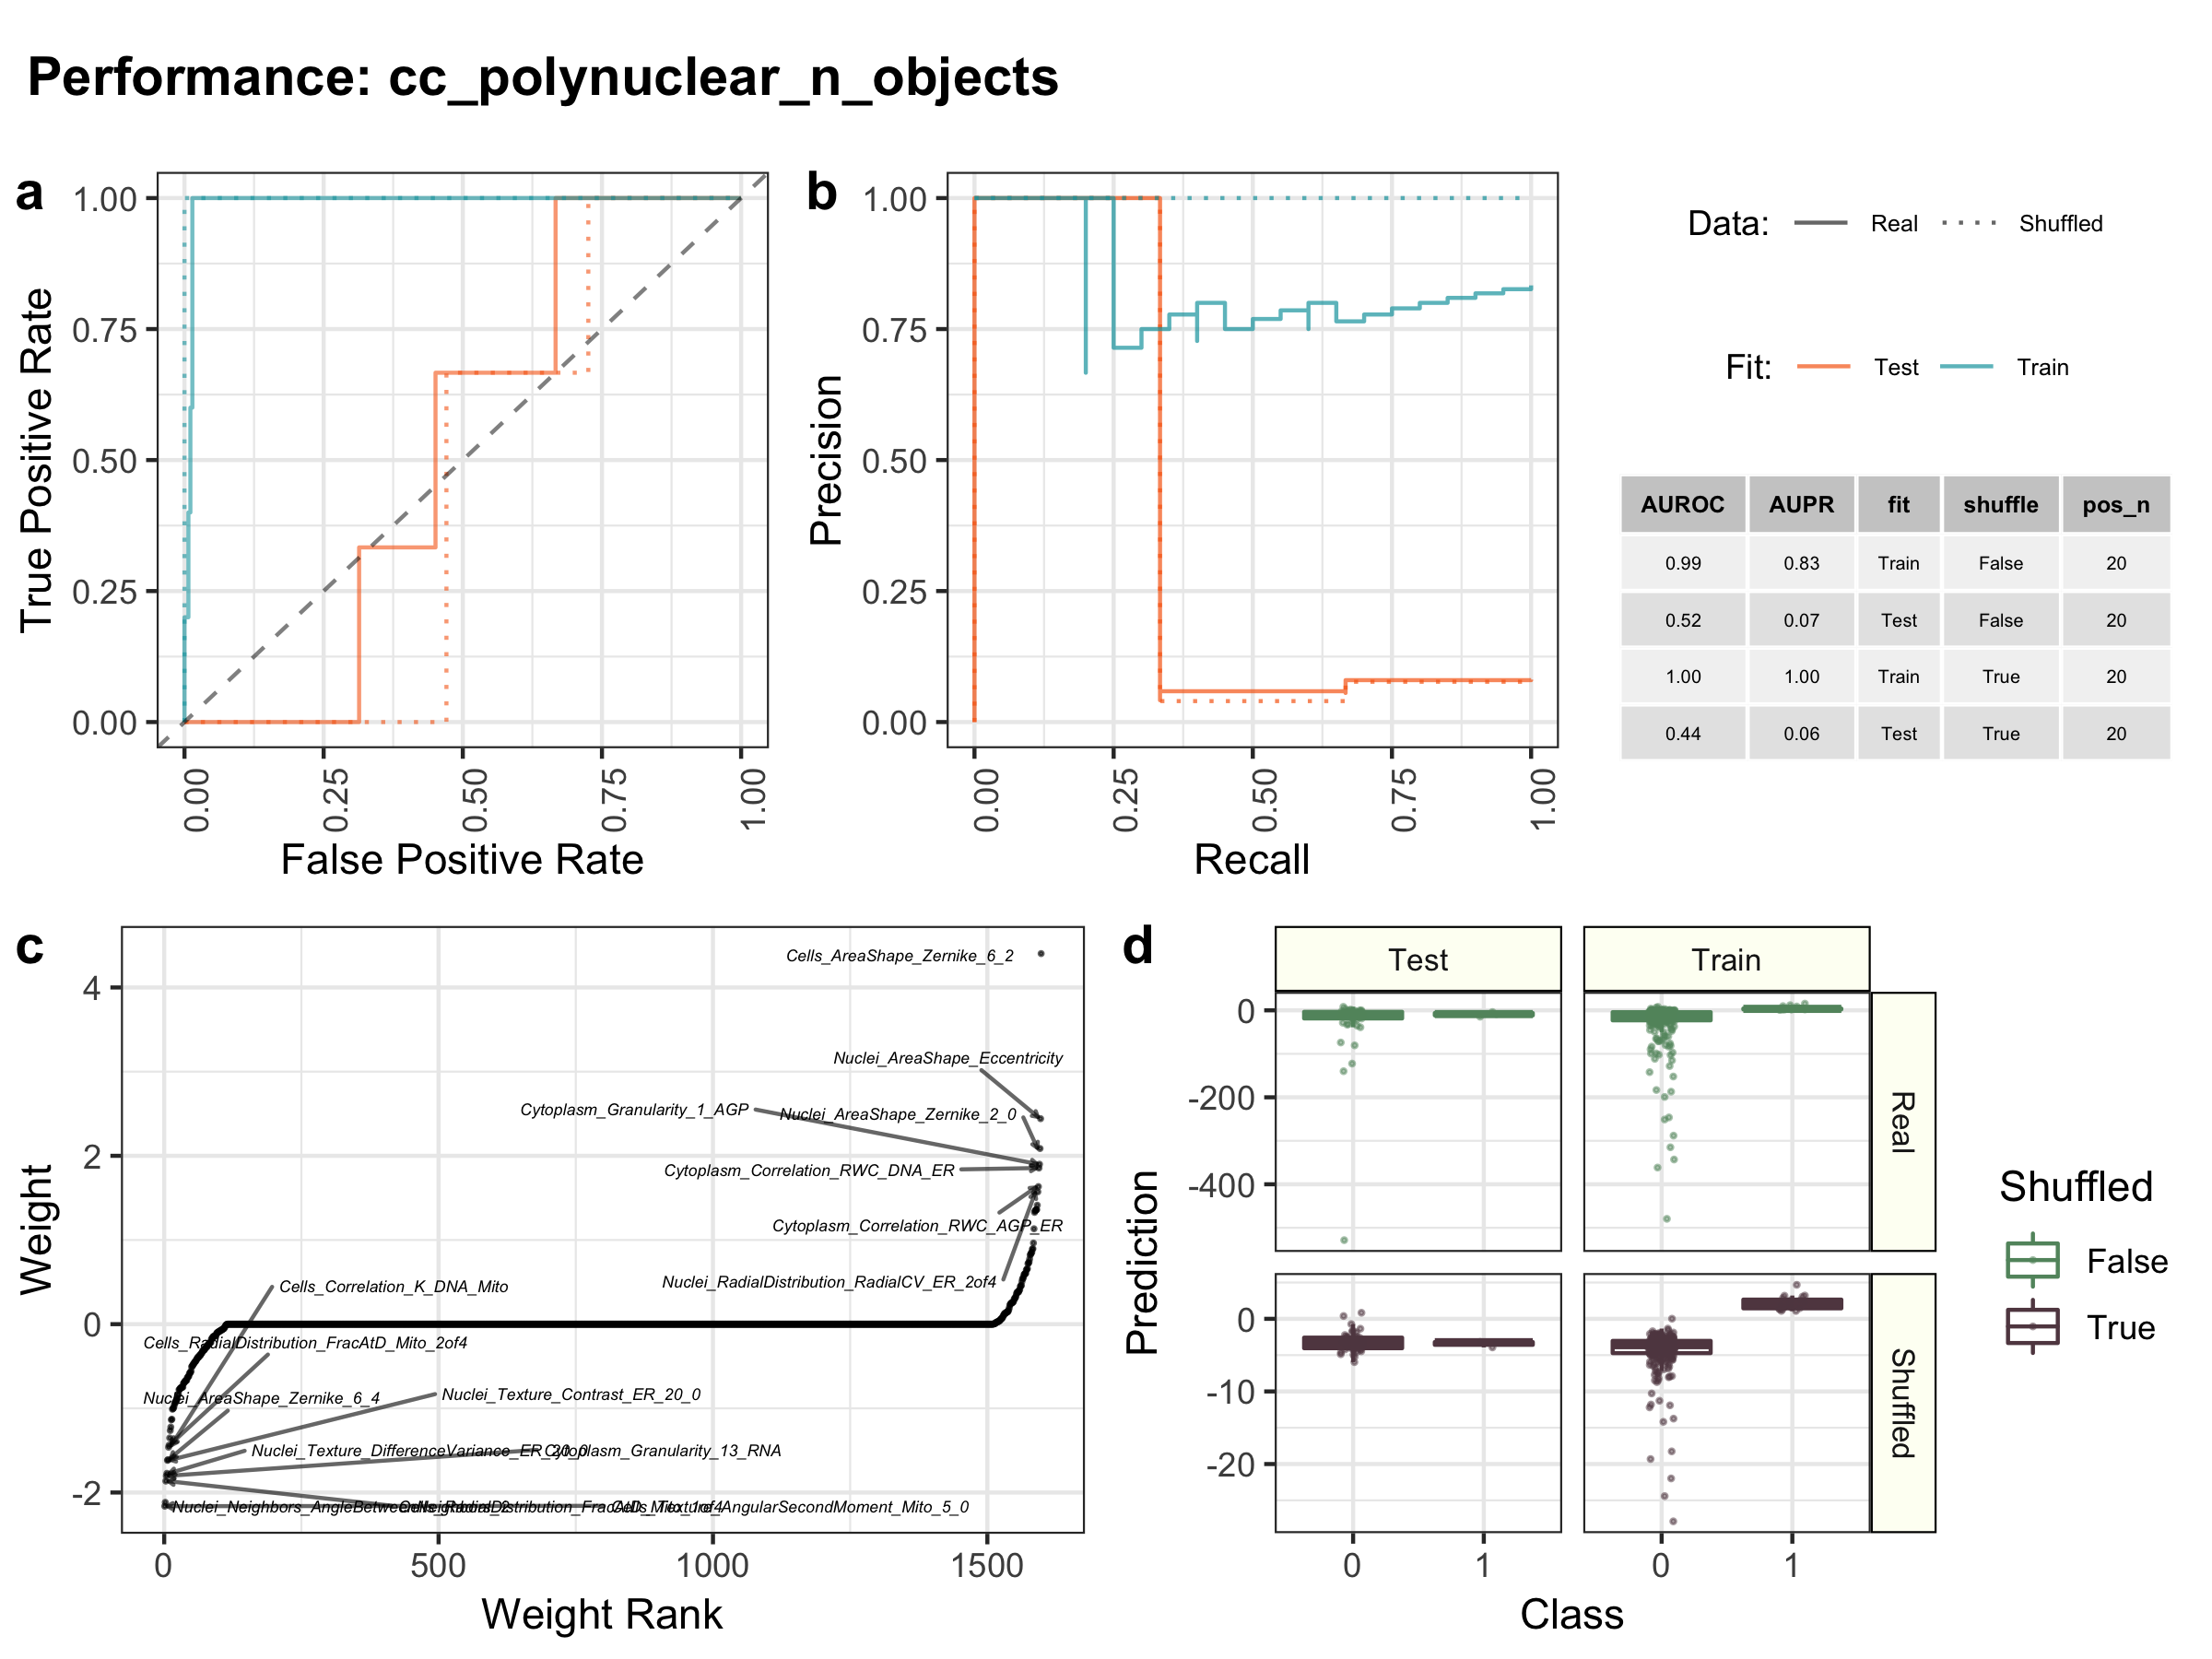 Performance: cc_polynuclear_n_objects
a
1.00
0.75
0.50
0.25
0.00
True Positive Rate
0.00
0.25
0.50
0.75
1.00
False Positive Rate
b
1.00
0.75
0.50
0.25
0.00
Precision
0.00
0.25
0.50
0.75
1.00
Recall
Data: Real Shuffled
Fit: Test Train
AUROC AUPR fit shuffle pos_n
0.99 0.83 Train False 20
0.52 0.07 Test False 20
1.00 1.00 Train True 20
0.44 0.06 Test True 20
c
4
2
0
-2
Weight
Cells_AreaShape_Zernike_6_2
Nuclei_AreaShape_Eccentricity
Cytoplasm_Granularity_1_AGP
Nuclei_AreaShape_Zernike_2_0
Cytoplasm_Correlation_RWC_DNA_ER
Cytoplasm_Correlation_RWC_AGP_ER
Nuclei_RadialDistribution_RadialCV_ER_2of4
Cells_Correlation_K_DNA_Mito
Cells_RadialDistribution_FracAtD_Mito_2of4
Nuclei_AreaShape_Zernike_6_4
Nuclei_Texture_Contrast_ER_20_0
Nuclei_Texture_DifferenceVariance_ER_20_0
Cytoplasm_Granularity_13_RNA
Nuclei_Neighbors_AngleBetweenNeighbors_2
Cells_RadialDistribution_FracAtD_Mito_1of4
Cells_Texture_AngularSecondMoment_Mito_5_0
0
500
1000
1500
Weight Rank
d
Test
Train
0
-200
-400
Real
0
-10
-20
Shuffled
Prediction
0
1
0
1
Class
Shuffled
False
True